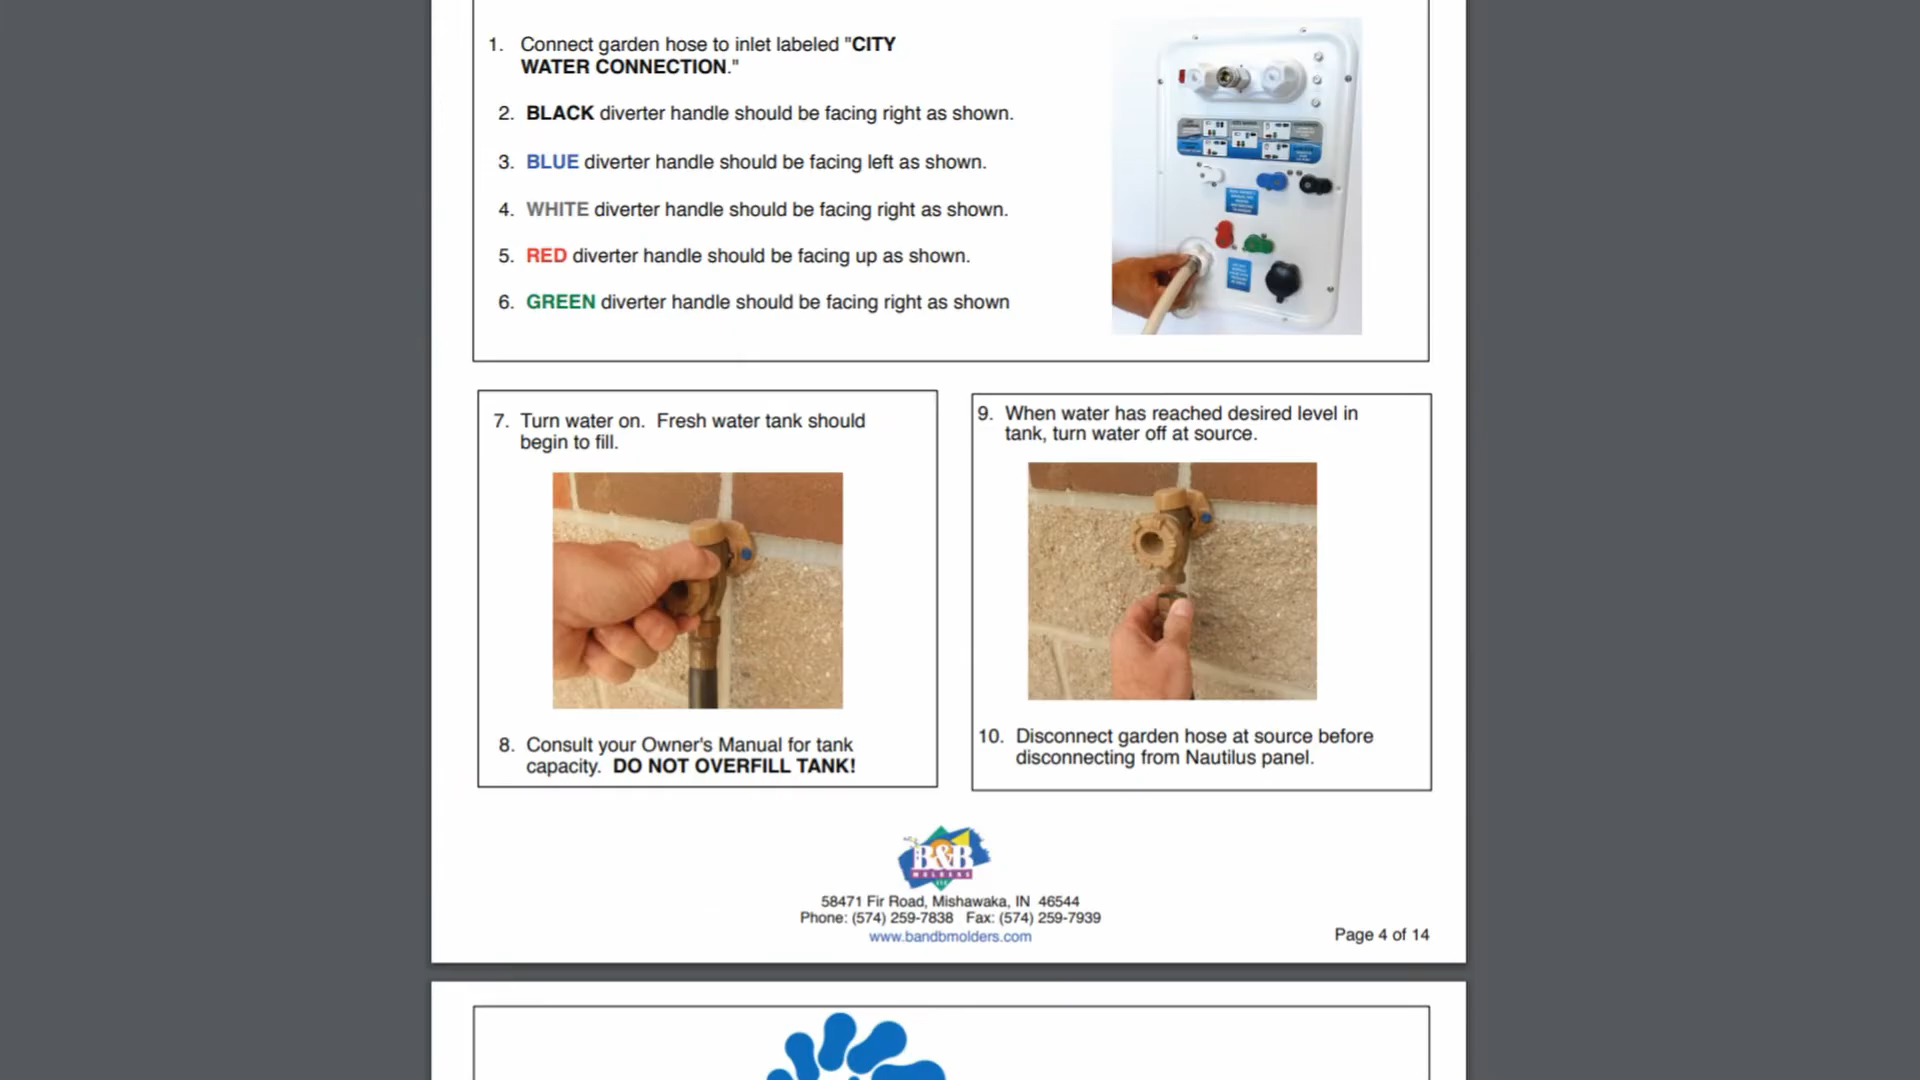 1. Connect garden hose to inlet labeled "CITY
WATER CONNECTION."
2. BLACK diverter handle should be facing right as shown.
3. BLUE diverter handle should be facing left as shown.
4. WHITE diverter handle should be facing right as shown.
5. RED diverter handle should be facing up as shown.
6. GREEN diverter handle should be facing right as shown
7. Turn water on. Fresh water tank should
begin to fill.
8. Consult your Owner's Manual for tank
capacity. DO NOT OVERFILL TANK!
9. When water has reached desired level in
tank, turn water off at source.
10. Disconnect garden hose at source before
disconnecting from Nautilus panel.
B&B
MOLDERS
LLC
58471 Fir Road, Mishawaka, IN 46544
Phone: (574) 259-7838 Fax: (574) 259-7939
www.bandbmolders.com
Page 4 of 14